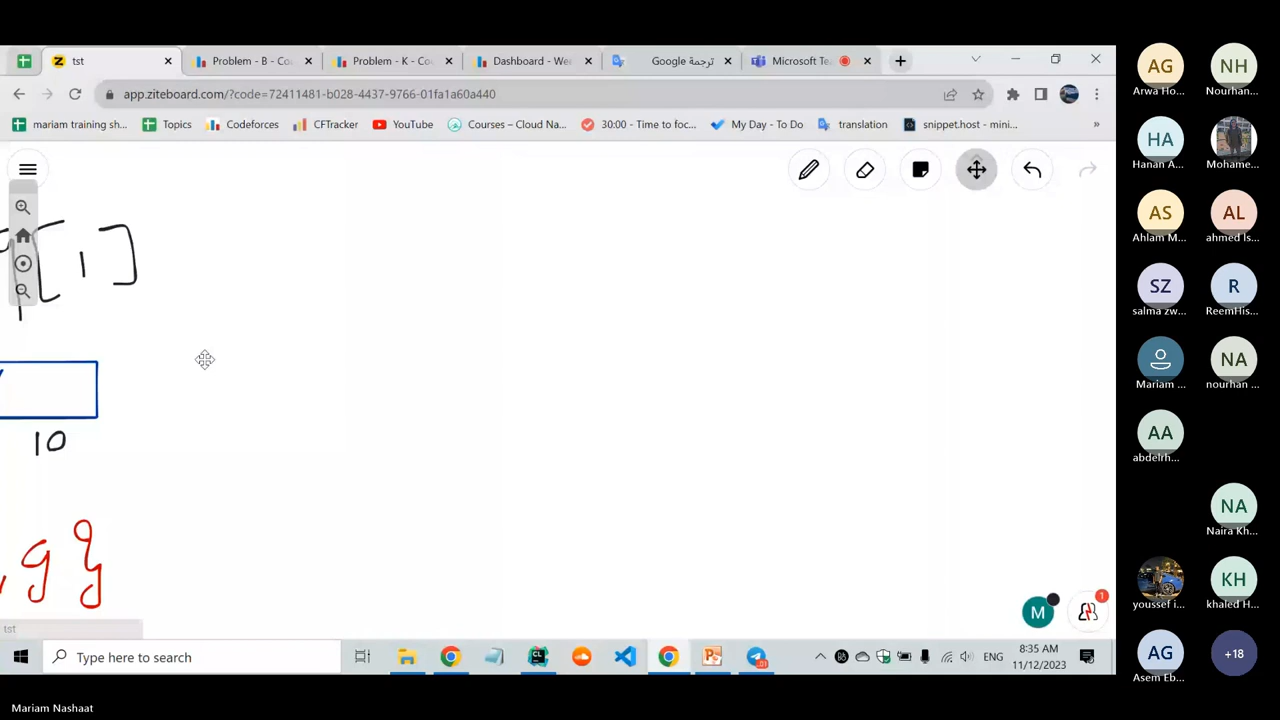 tst
Problem - B - Co
Problem - K - Co
Dashboard - We
ترجمة Google
Microsoft Te
app.ziteboard.com/?code=72411481-b028-4437-9766-01fa1a60a440
mariam training sh...
Topics
Codeforces
CFTracker
YouTube
Courses – Cloud Na...
30:00 - Time to foc...
My Day - To Do
translation
snippet.host - mini...
»
[ 1 ]
10
, 9 }
tst
M
1
Type here to search
ENG
8:35 AM
11/12/2023
AG
Arwa Ho...
NH
Nourhan...
HA
Hanan A...
Mohame...
AS
Ahlam M...
AL
ahmed Is...
SZ
salma zw...
R
ReemHis...
Mariam ...
NA
nourhan ...
AA
abdelrh...
NA
Naira Kh...
youssef i...
KH
khaled H...
AG
Asem Eb...
+18
Mariam Nashaat